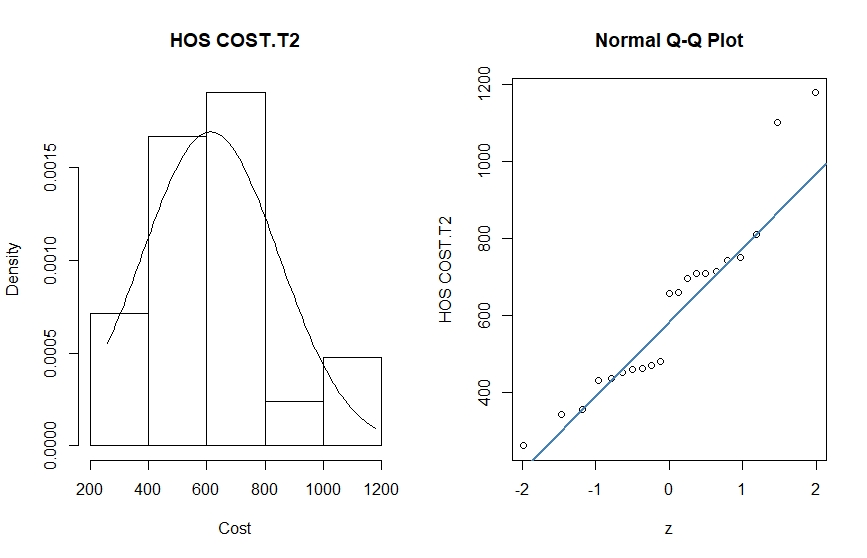 HOS COST.T2
Density
0.0000 0.0005 0.0010 0.0015
200 400 600 800 1000 1200
Cost
Normal Q-Q Plot
HOS COST.T2
400 600 800 1000 1200
-2 -1 0 1 2
z